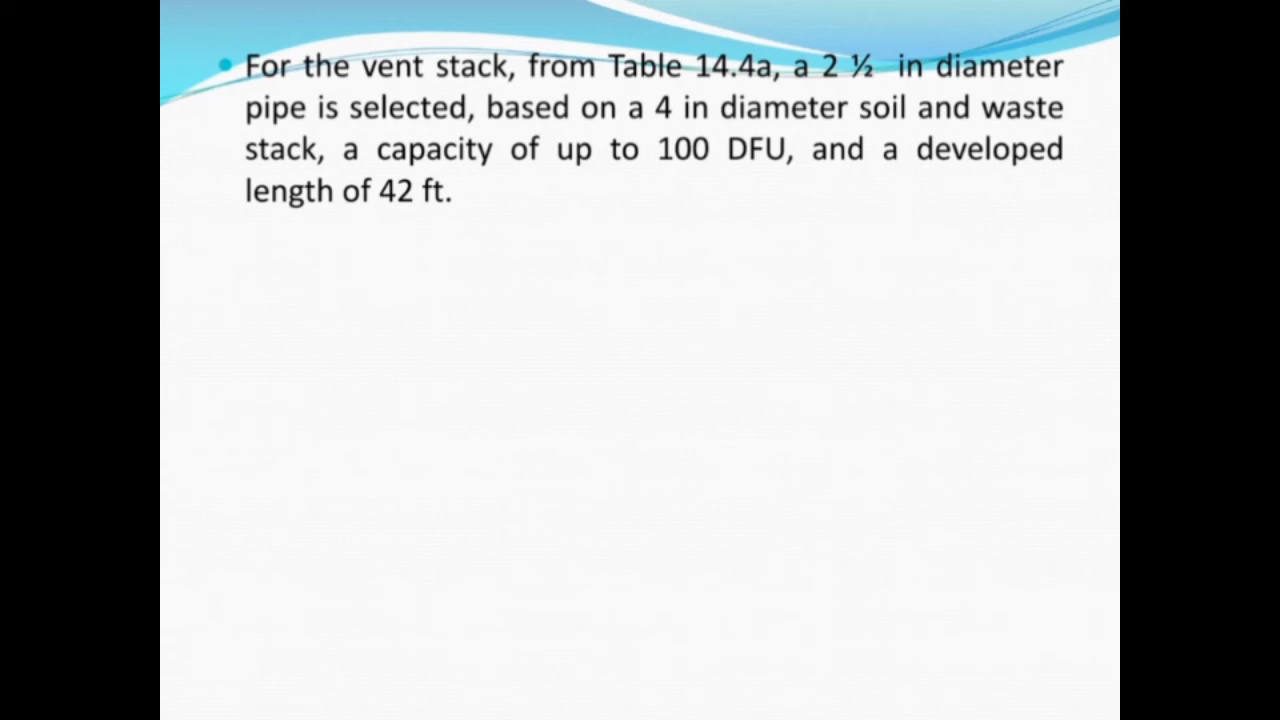 • For the vent stack, from Table 14.4a, a 2 ½ in diameter
pipe is selected, based on a 4 in diameter soil and waste
stack, a capacity of up to 100 DFU, and a developed
length of 42 ft.